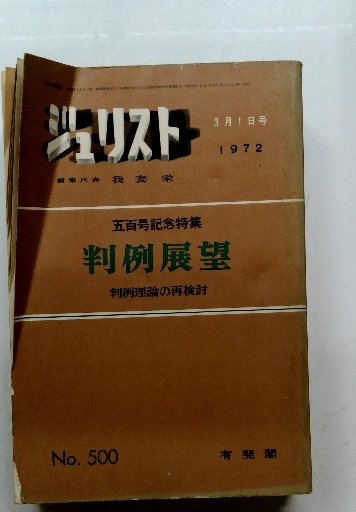 ジュリスト
3月1日号
1972
編集代表 我妻 栄
五百号記念特集
判例展望
判例理論の再検討
No. 500
有斐閣